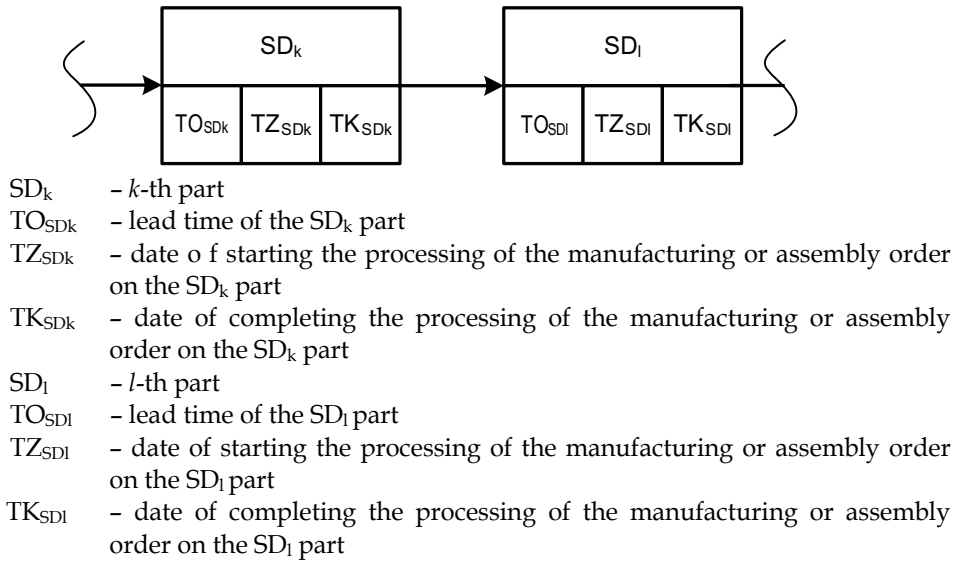 SDk SDl
TOSDk TZSDk TKSDk TOSDl TZSDl TKSDl
SDk – k-th part
TOSDk – lead time of the SDk part
TZSDk – date o f starting the processing of the manufacturing or assembly order
on the SDk part
TKSDk – date of completing the processing of the manufacturing or assembly
order on the SDk part
SDl – l-th part
TOSDl – lead time of the SDl part
TZSDl – date of starting the processing of the manufacturing or assembly order
on the SDl part
TKSDl – date of completing the processing of the manufacturing or assembly
order on the SDl part